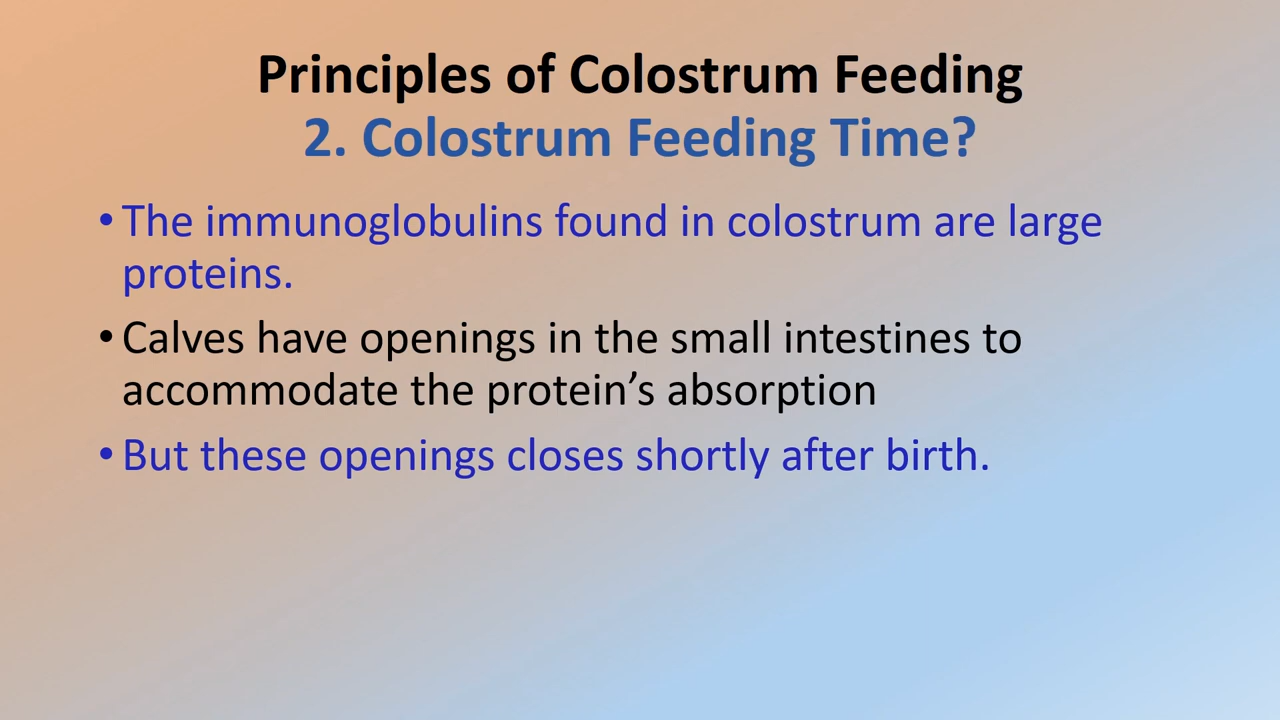 Principles of Colostrum Feeding
2. Colostrum Feeding Time?
•The immunoglobulins found in colostrum are large
proteins.
•Calves have openings in the small intestines to
accommodate the protein’s absorption
•But these openings closes shortly after birth.